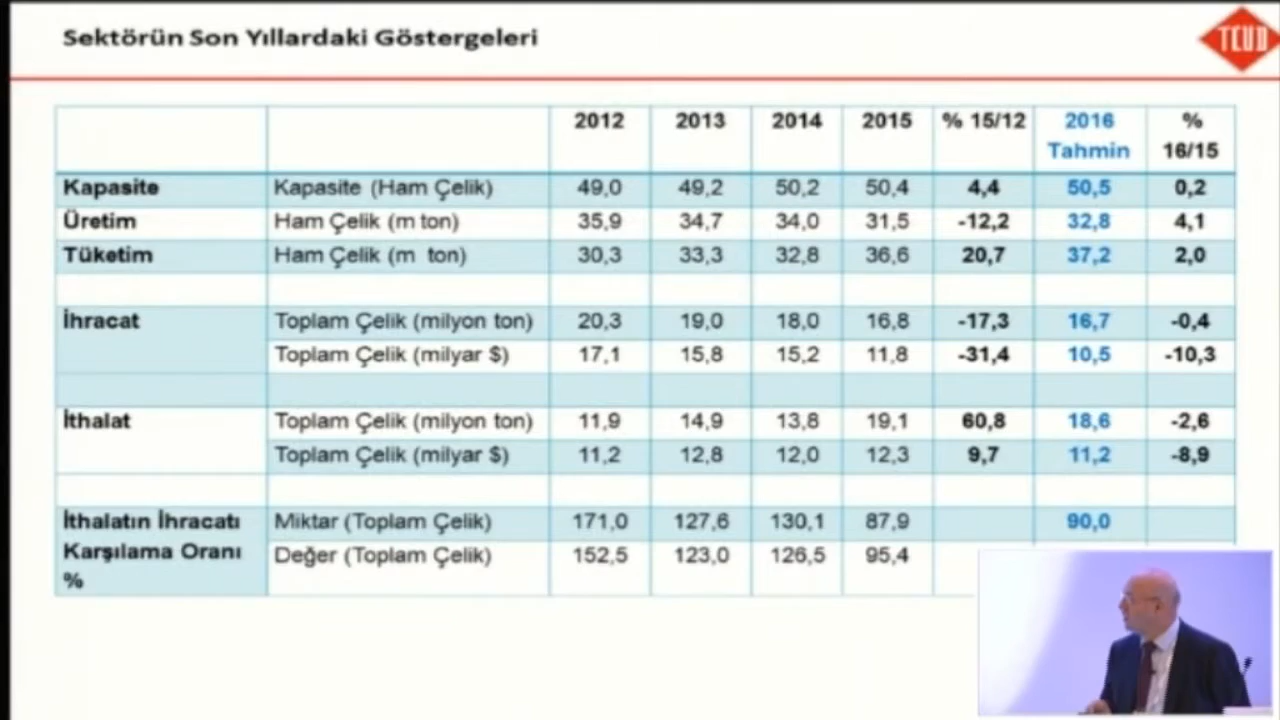 Sektörün Son Yıllardaki Göstergeleri
TCUD
2012 2013 2014 2015 % 15/12 2016 Tahmin % 16/15
Kapasite Kapasite (Ham Çelik) 49,0 49,2 50,2 50,4 4,4 50,5 0,2
Üretim Ham Çelik (m ton) 35,9 34,7 34,0 31,5 -12,2 32,8 4,1
Tüketim Ham Çelik (m ton) 30,3 33,3 32,8 36,6 20,7 37,2 2,0
İhracat Toplam Çelik (milyon ton) 20,3 19,0 18,0 16,8 -17,3 16,7 -0,4
Toplam Çelik (milyar $) 17,1 15,8 15,2 11,8 -31,4 10,5 -10,3
İthalat Toplam Çelik (milyon ton) 11,9 14,9 13,8 19,1 60,8 18,6 -2,6
Toplam Çelik (milyar $) 11,2 12,8 12,0 12,3 9,7 11,2 -8,9
İthalatın İhracatı Karşılama Oranı % Miktar (Toplam Çelik) 171,0 127,6 130,1 87,9 90,0
Değer (Toplam Çelik) 152,5 123,0 126,5 95,4